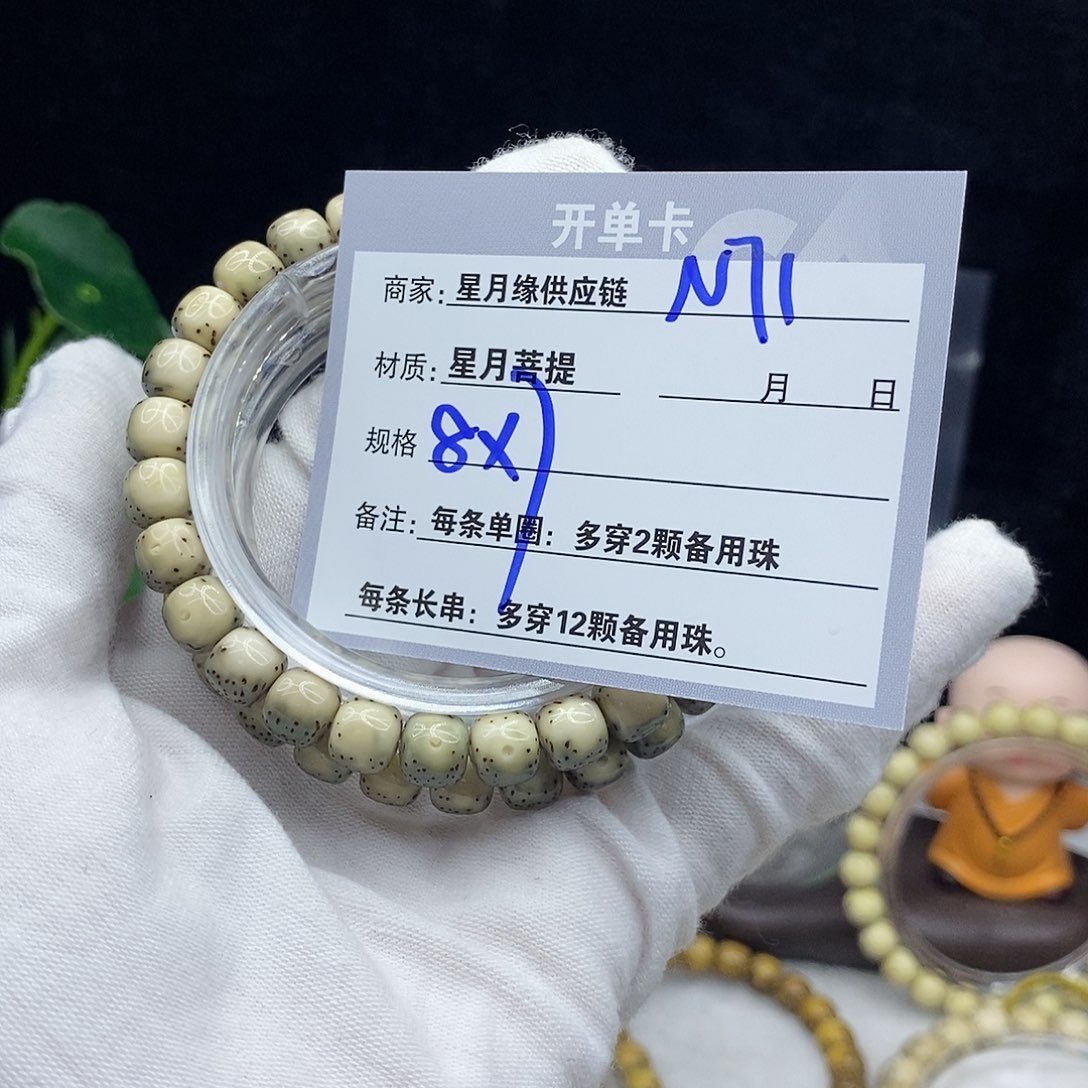 开单卡
商家：星月缘供应链 N71
材质：星月菩提 月 日
规格 8x7
备注：每条单圈：多穿2颗备用珠
每条长串：多穿12颗备用珠。